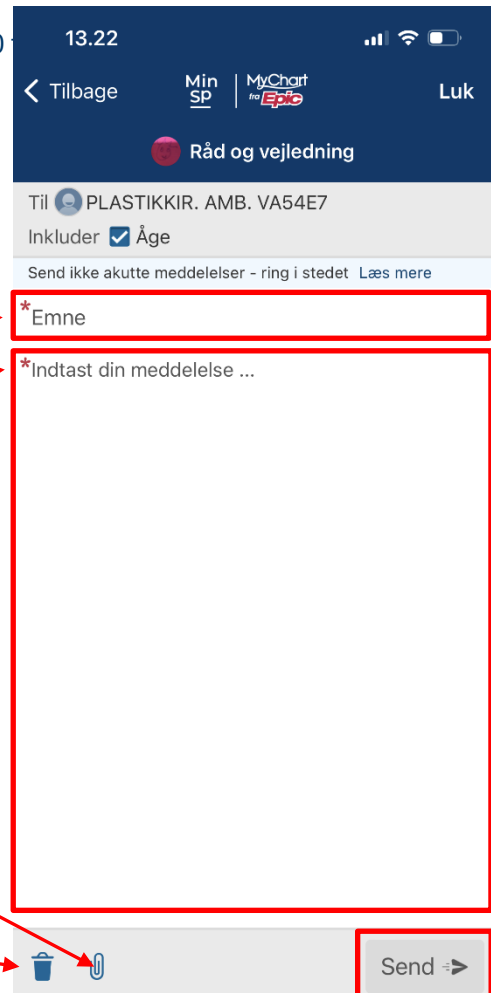 13.22
Tilbage
Min SP
MyChart fra Epic
Luk
Råd og vejledning
Til PLASTIKKIR. AMB. VA54E7
Inkluder Åge
Send ikke akutte meddelelser - ring i stedet Læs mere
*Emne
*Indtast din meddelelse ...
Send